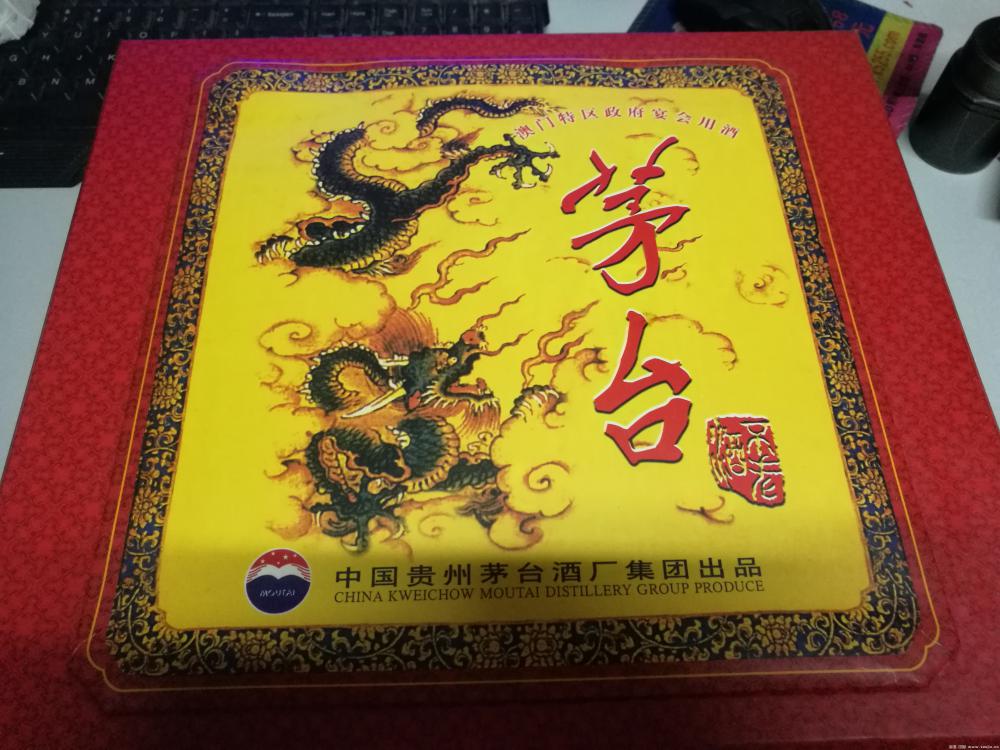 澳门特区政府宴会用酒
茅台
MOUTAI
中国贵州茅台酒厂集团出品
CHINA KWEICHOW MOUTAI DISTILLERY GROUP PRODUCE